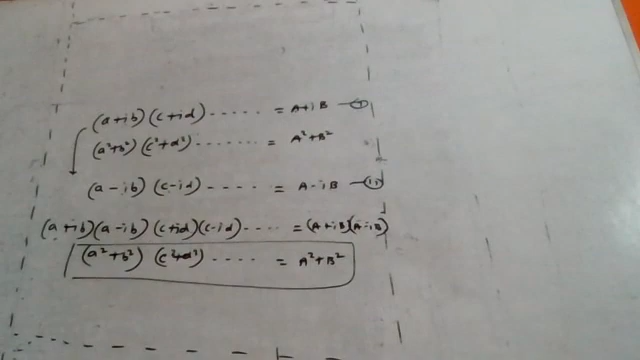 (a+ib)(c+id)...... = A+iB —(i)
(a²+b²)(c²+d²)....... = A²+B²
(a-ib)(c-id)...... = A-iB —(ii)
(a+ib)(a-ib)(c+id)(c-id)..... = (A+iB)(A-iB)
(a²+b²)(c²+d²)..... = A²+B²